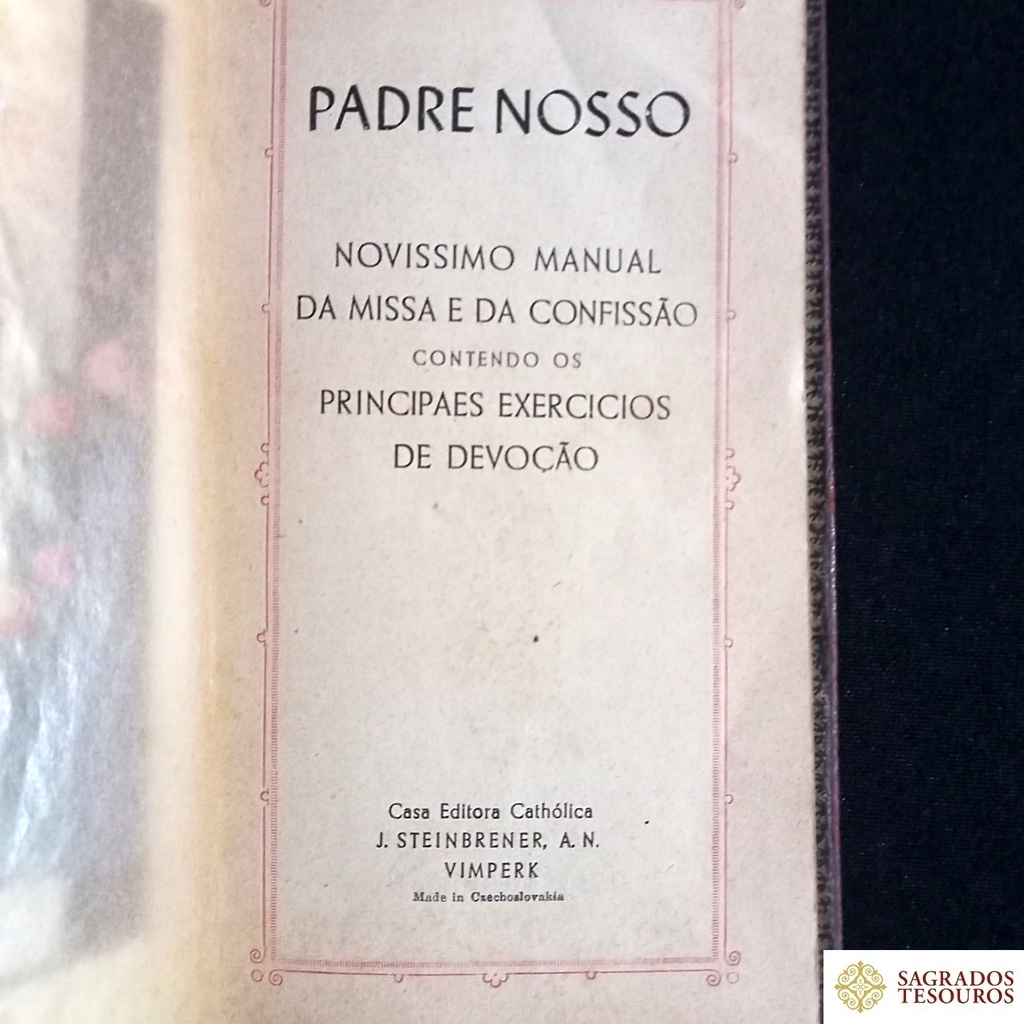 PADRE NOSSO
NOVISSIMO MANUAL
DA MISSA E DA CONFISSÃO
CONTENDO OS
PRINCIPAES EXERCICIOS
DE DEVOÇÃO
Casa Editora Cathólica
J. STEINBRENER, A. N.
VIMPERK
Made in Czechoslovakia
SAGRADOS
TESOUROS